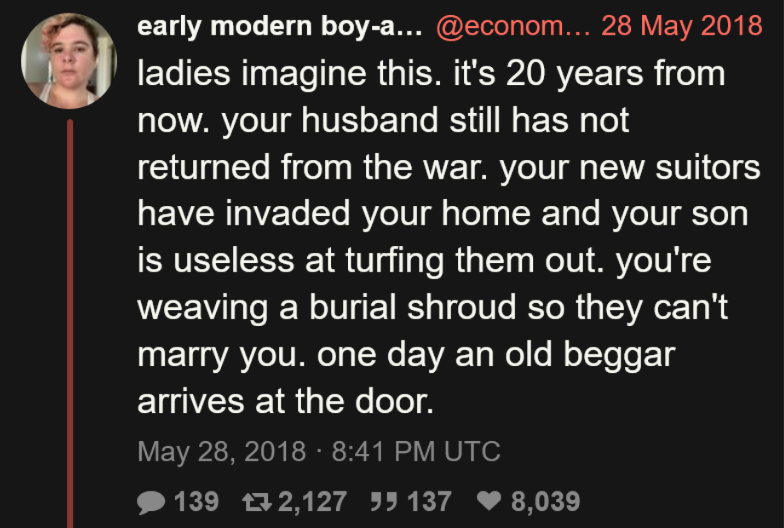 early modern boy-a... @econom... 28 May 2018
ladies imagine this. it's 20 years from
now. your husband still has not
returned from the war. your new suitors
have invaded your home and your son
is useless at turfing them out. you're
weaving a burial shroud so they can't
marry you. one day an old beggar
arrives at the door.
May 28, 2018 · 8:41 PM UTC
139 2,127 137 8,039